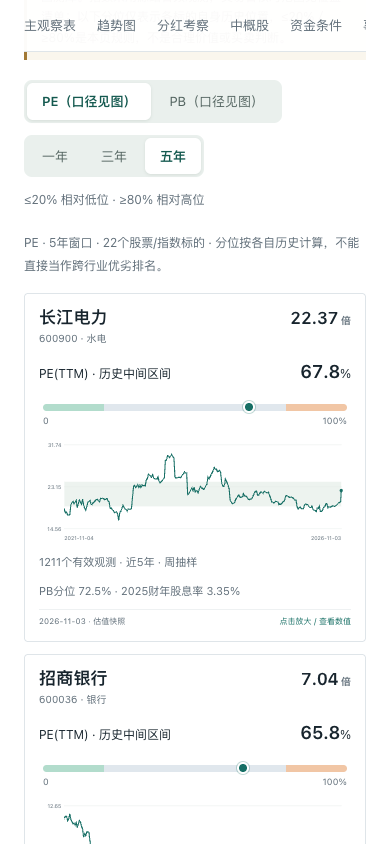 主观察表 趋势图 分红考察 中概股 资金条件
PE（口径见图） PB（口径见图）
一年 三年 五年
≤20% 相对低位 · ≥80% 相对高位
PE · 5年窗口 · 22个股票/指数标的 · 分位按各自历史计算，不能
直接当作跨行业优劣排名。
长江电力 22.37 倍
600900 · 水电
PE(TTM) · 历史中间区间 67.8%
0 100%
31.74
23.15
14.56
2021-11-04 2026-11-03
1211个有效观测 · 近5年 · 周抽样
PB分位 72.5% · 2025财年股息率 3.35%
2026-11-03 · 估值快照 点击放大 / 查看数值
招商银行 7.04 倍
600036 · 银行
PE(TTM) · 历史中间区间 65.8%
0 100%
12.65